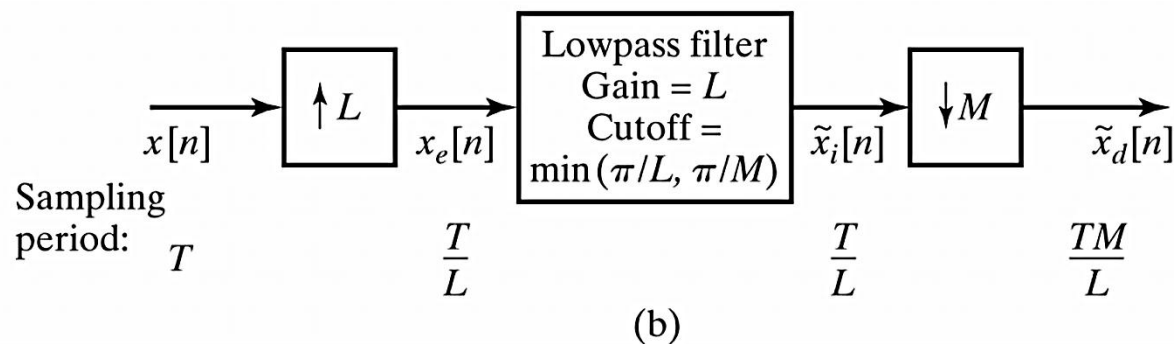 Lowpass filter
Gain = L
Cutoff =
min (π/L, π/M)
↑ L
↓ M
x[n]
x_e[n]
x̃_i[n]
x̃_d[n]
Sampling
period:
T
T/L
T/L
TM/L
(b)